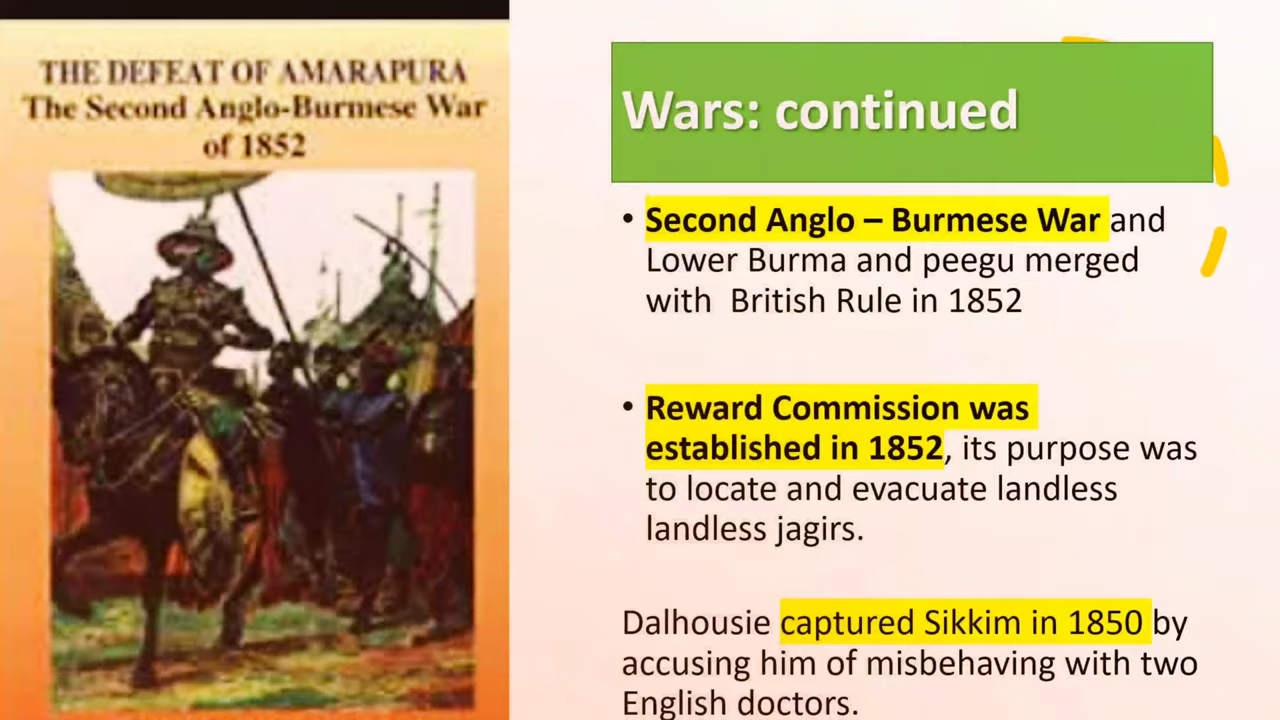 THE DEFEAT OF AMARAPURA
The Second Anglo-Burmese War
of 1852
Wars: continued
• Second Anglo – Burmese War and
Lower Burma and peegu merged
with British Rule in 1852
• Reward Commission was
established in 1852, its purpose was
to locate and evacuate landless
landless jagirs.
Dalhousie captured Sikkim in 1850 by
accusing him of misbehaving with two
English doctors.